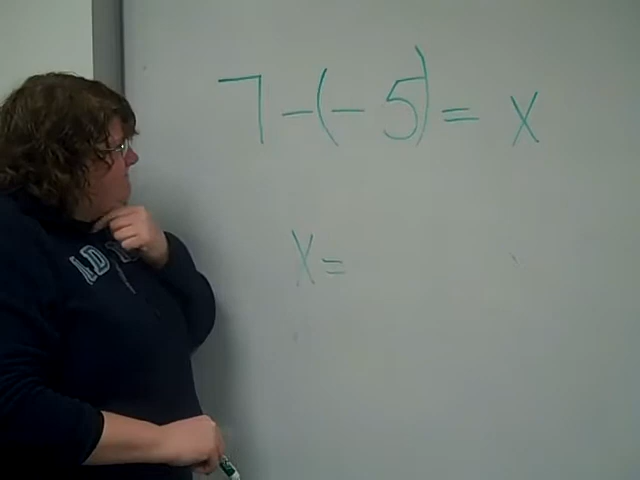 7 - (- 5) = x
x =